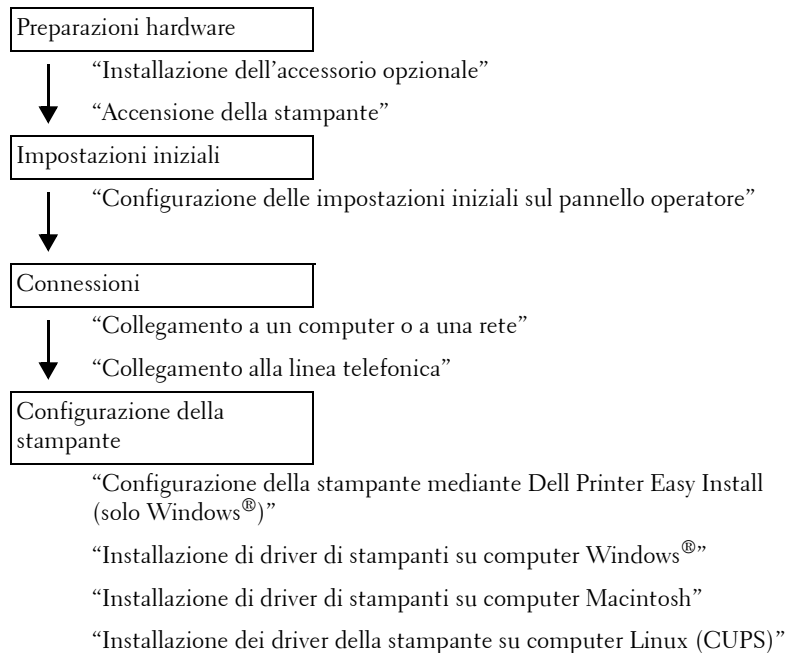 Preparazioni hardware
“Installazione dell’accessorio opzionale”
“Accensione della stampante”
Impostazioni iniziali
“Configurazione delle impostazioni iniziali sul pannello operatore”
Connessioni
“Collegamento a un computer o a una rete”
“Collegamento alla linea telefonica”
Configurazione della
stampante
“Configurazione della stampante mediante Dell Printer Easy Install
(solo Windows®)”
“Installazione di driver di stampanti su computer Windows®”
“Installazione di driver di stampanti su computer Macintosh”
“Installazione dei driver della stampante su computer Linux (CUPS)”